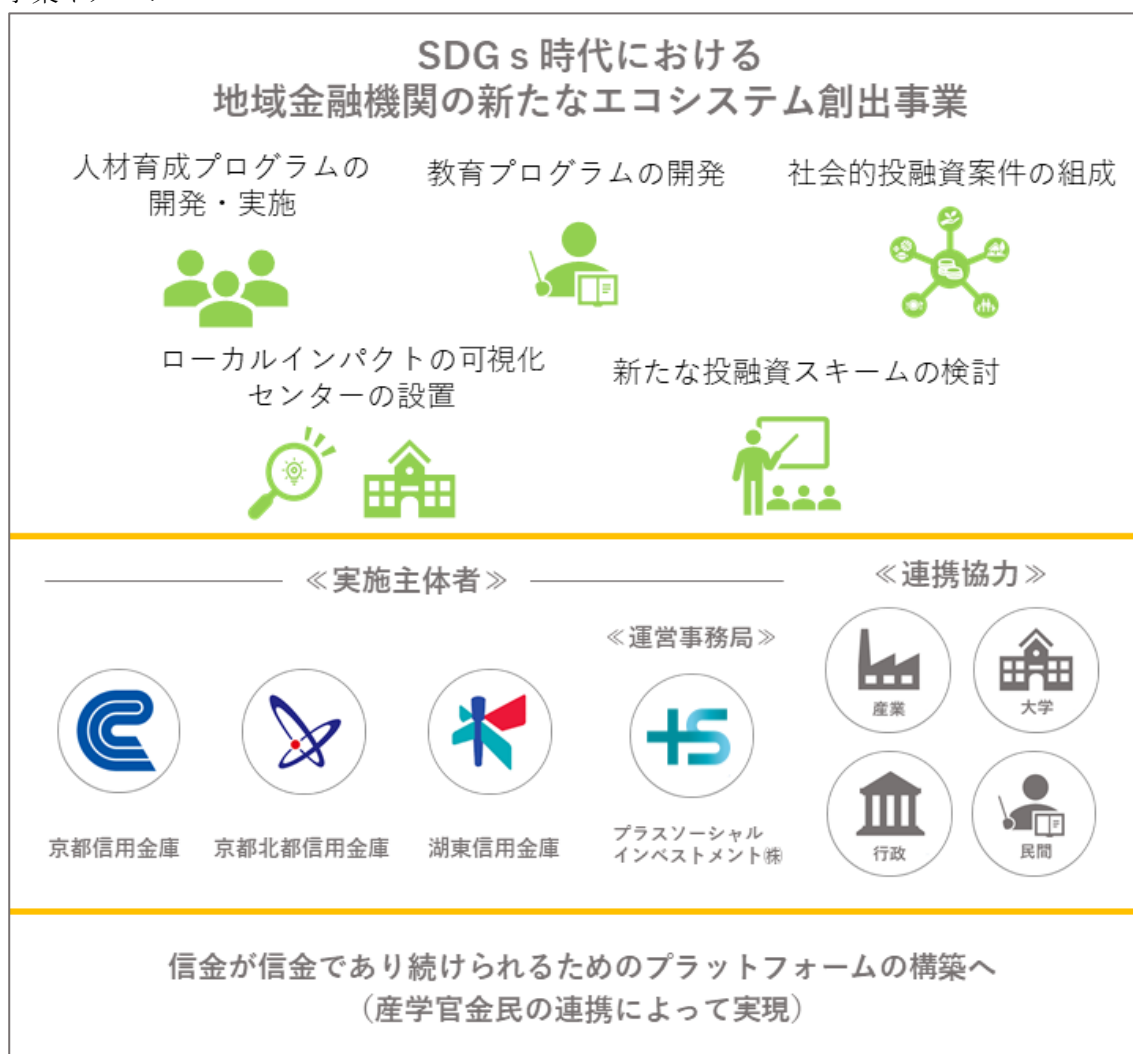 SDGｓ時代における
地域金融機関の新たなエコシステム創出事業
人材育成プログラムの
開発・実施
教育プログラムの開発
社会的投融資案件の組成
ローカルインパクトの可視化
センターの設置
新たな投融資スキームの検討
≪実施主体者≫
≪連携協力≫
≪運営事務局≫
産業
大学
京都信用金庫
京都北都信用金庫
湖東信用金庫
プラスソーシャル
インベストメント㈱
行政
民間
信金が信金であり続けられるためのプラットフォームの構築へ
（産学官金民の連携によって実現）